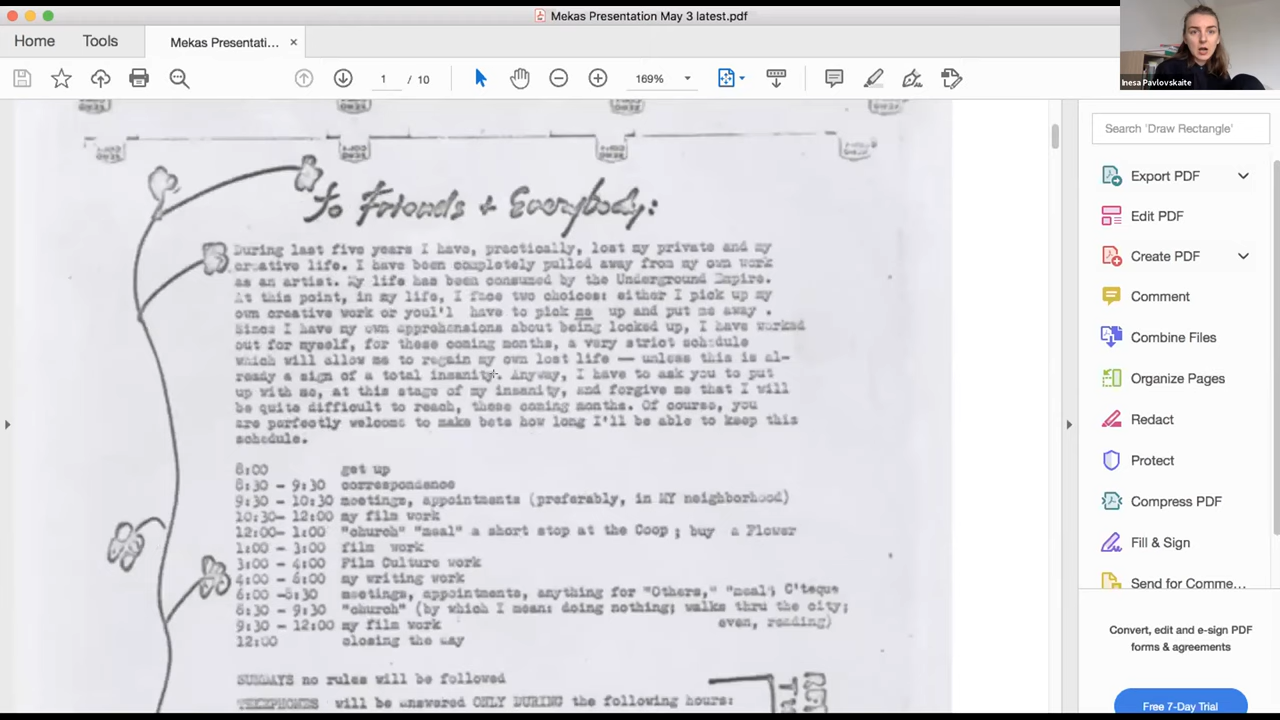 Mekas Presentation May 3 latest.pdf
Home
Tools
Mekas Presentati... ×
1 / 10
169%
Inesa Pavlovskaite
Search 'Draw Rectangle'
Export PDF
Edit PDF
Create PDF
Comment
Combine Files
Organize Pages
Redact
Protect
Compress PDF
Fill & Sign
Send for Comme...
Convert, edit and e-sign PDF
forms & agreements
Free 7-Day Trial
To Friends + Everybody:
During last five years I have, practically, lost my private and my
creative life. I have been completely pulled away from my own work
as an artist. My life has been consumed by the Underground Empire.
At this point, in my life, I face two choices: either I pick up my
own creative work or youl'l have to pick me up and put me away .
Since I have my own apprehensions about being locked up, I have worked
out for myself, for these coming months, a very strict schedule
which will allow me to regain my own lost life — unless this is al-
ready a sign of a total insanity. Anyway, I have to ask you to put
up with me, at this stage of my insanity, and forgive me that I will
be quite difficult to reach, these coming months. Of course, you
are perfectly welcome to make bets how long I'll be able to keep this
schedule.
8:00 get up
8:30 - 9:30 correspondence
9:30 - 10:30 meetings, appointments (preferably, in MY neighborhood)
10:30- 12:00 my film work
12:00- 1:00 "church" "meal" a short stop at the Coop ; buy a Flower
1:00 - 3:00 film work
3:00 - 4:00 Film Culture work
4:00 - 6:00 my writing work
6:00 -8:30 meetings, appointments, anything for "Others," "meal; C'teque
8:30 - 9:30 "church" (by which I mean: doing nothing; walks thru the city;
even, reading)
9:30 - 12:00 my film work
12:00 closing the day
SUNDAYS no rules will be followed
TELEPHONES will be answered ONLY DURING the following hours: